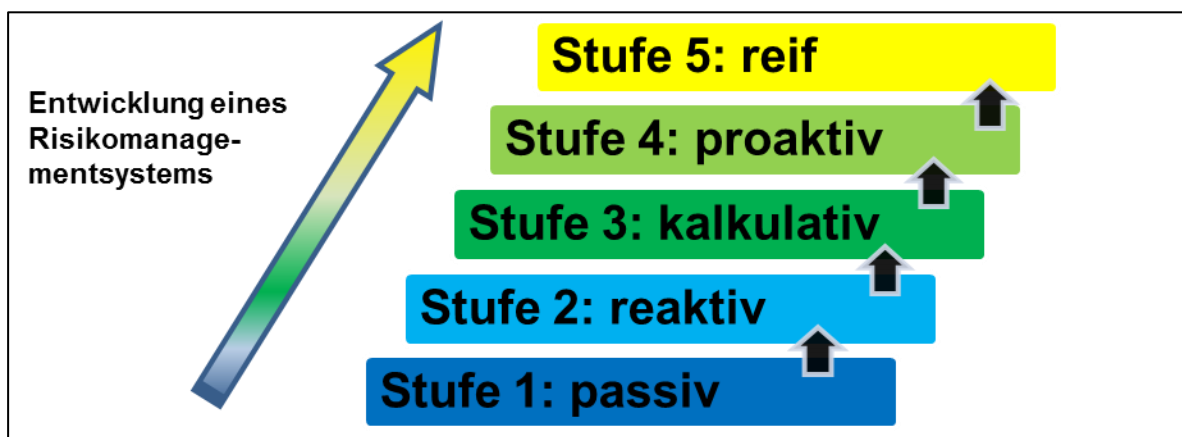 Entwicklung eines
Risikomanage-
mentsystems
Stufe 5: reif
Stufe 4: proaktiv
Stufe 3: kalkulativ
Stufe 2: reaktiv
Stufe 1: passiv